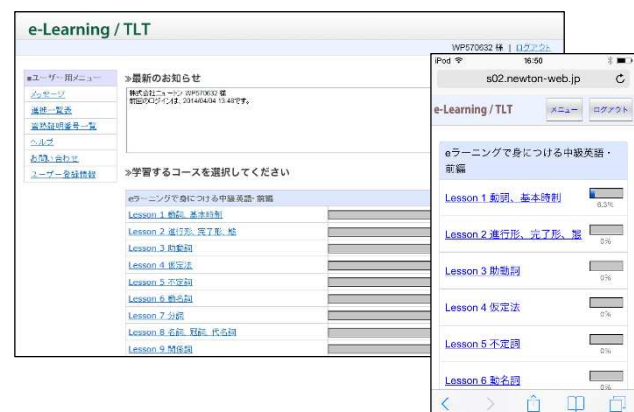 e-Learning / TLT
WP570632 様 | ログアウト
■ユーザー用メニュー
メッセージ
進捗一覧表
ヘルプ
お問い合わせ
ユーザー登録情報
≫最新のお知らせ
株式会社ニュートン WP570632 様
前回のログインは、2014/04/04 13:48です。
≫学習するコースを選択してください
eラーニングで身につける中級英語-前編
Lesson 1 動詞、基本時制
Lesson 2 進行形、完了形、態
Lesson 3 助動詞
Lesson 4 仮定法
Lesson 5 不定詞
Lesson 6 動名詞
Lesson 7 分詞
Lesson 8 名詞、冠詞、代名詞
Lesson 9 関係詞
iPod 16:50
s02.newton-web.jp
e-Learning / TLT メニュー ログアウト
eラーニングで身につける中級英語・
前編
Lesson 1 動詞、基本時制
8.3%
Lesson 2 進行形、完了形、態
0%
Lesson 3 助動詞
0%
Lesson 4 仮定法
0%
Lesson 5 不定詞
0%
Lesson 6 動名詞
0%